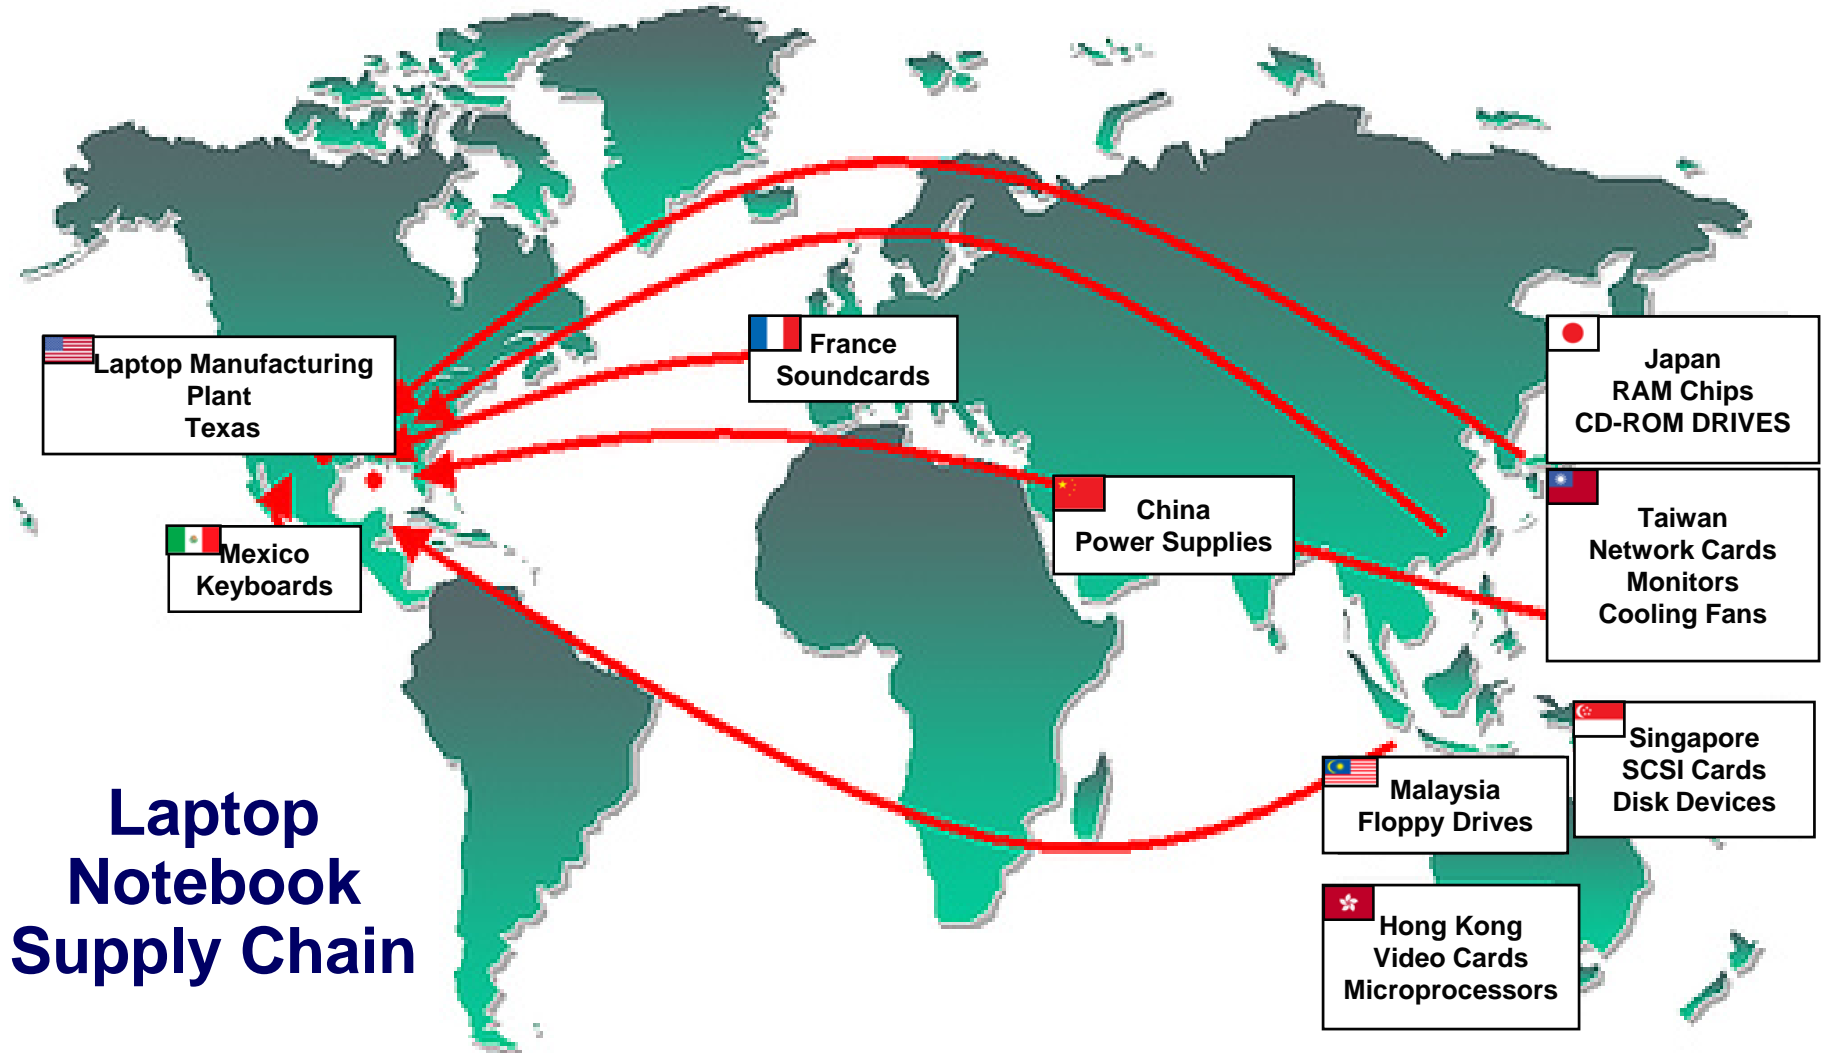 Laptop Manufacturing
Plant
Texas
France
Soundcards
Japan
RAM Chips
CD-ROM DRIVES
China
Power Supplies
Taiwan
Network Cards
Monitors
Cooling Fans
Mexico
Keyboards
Singapore
SCSI Cards
Disk Devices
Malaysia
Floppy Drives
Hong Kong
Video Cards
Microprocessors
Laptop
Notebook
Supply Chain